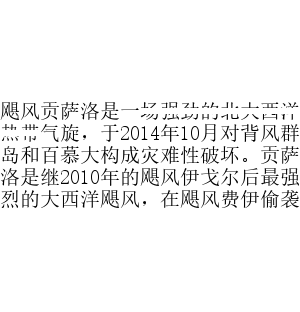 飓风贡萨洛是一场强劲的北大西洋
热带气旋，于2014年10月对背风群
岛和百慕大构成灾难性破坏。贡萨
洛是继2010年的飓风伊戈尔后最强
烈的大西洋飓风，在飓风费伊偷袭